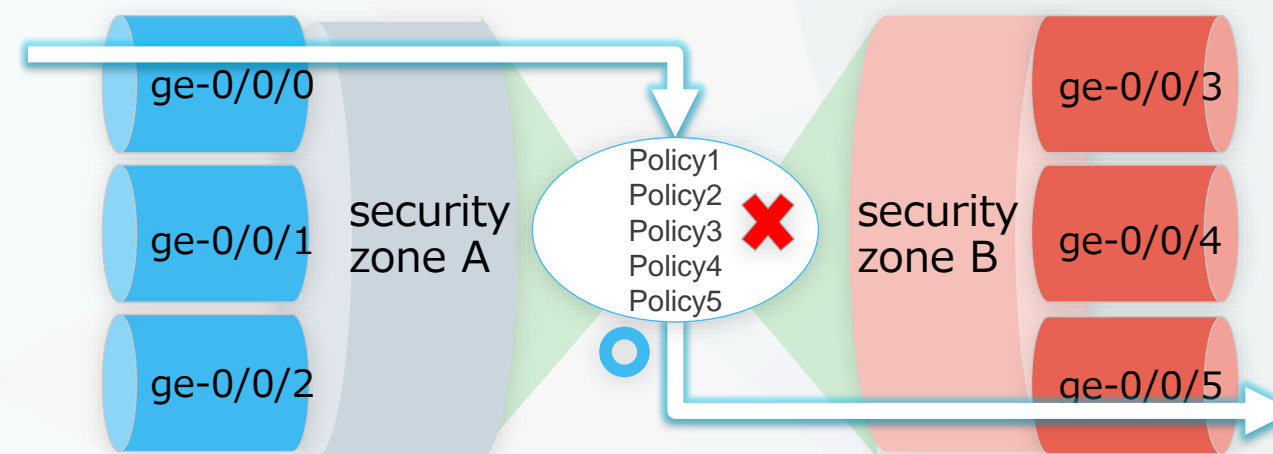 ge-0/0/0
ge-0/0/1
ge-0/0/2
security
zone A
Policy1
Policy2
Policy3
Policy4
Policy5
security
zone B
ge-0/0/3
ge-0/0/4
ge-0/0/5